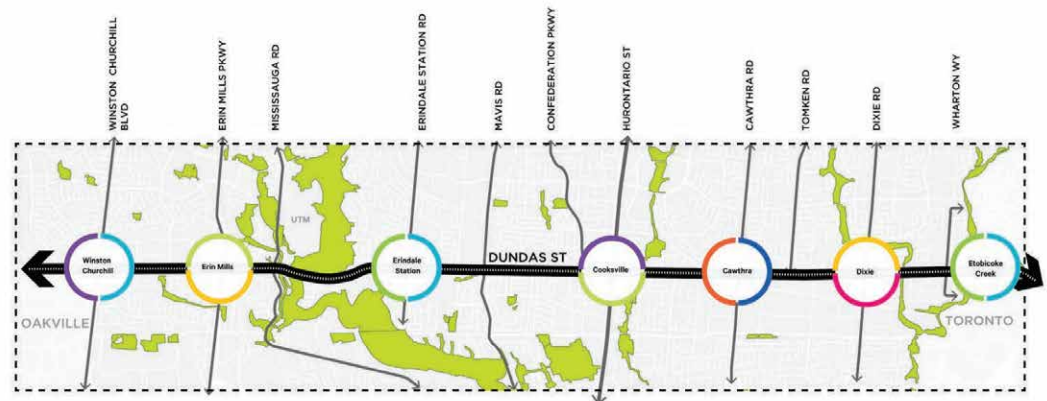 WINSTON CHURCHILL
BLVD
ERIN MILLS PKWY
MISSISSAUGA RD
ERINDALE STATION RD
MAVIS RD
CONFEDERATION PKWY
HURONTARIO ST
CAWTHRA RD
TOMKEN RD
DIXIE RD
WHARTON WY
UTM
DUNDAS ST
Winston
Churchill
Erin Mills
Erindale
Station
Cooksville
Cawthra
Dixie
Etobicoke
Creek
OAKVILLE
TORONTO